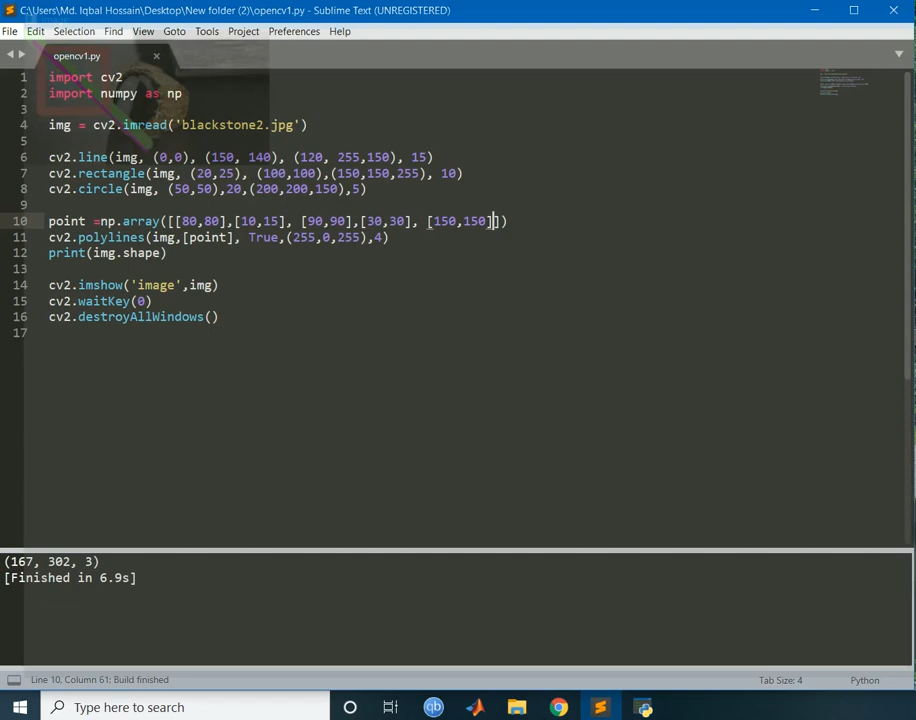 C:\Users\Md. Iqbal Hossain\Desktop\New folder (2)\opencv1.py - Sublime Text (UNREGISTERED)
File Edit Selection Find View Goto Tools Project Preferences Help
opencv1.py
1 import cv2
2 import numpy as np
3
4 img = cv2.imread('blackstone2.jpg')
5
6 cv2.line(img, (0,0), (150, 140), (120, 255,150), 15)
7 cv2.rectangle(img, (20,25), (100,100),(150,150,255), 10)
8 cv2.circle(img, (50,50),20,(200,200,150),5)
9
10 point =np.array([[80,80],[10,15], [90,90],[30,30], [150,150]])
11 cv2.polylines(img,[point], True,(255,0,255),4)
12 print(img.shape)
13
14 cv2.imshow('image',img)
15 cv2.waitKey(0)
16 cv2.destroyAllWindows()
17
(167, 302, 3)
[Finished in 6.9s]
Line 10, Column 61; Build finished Tab Size: 4 Python
Type here to search